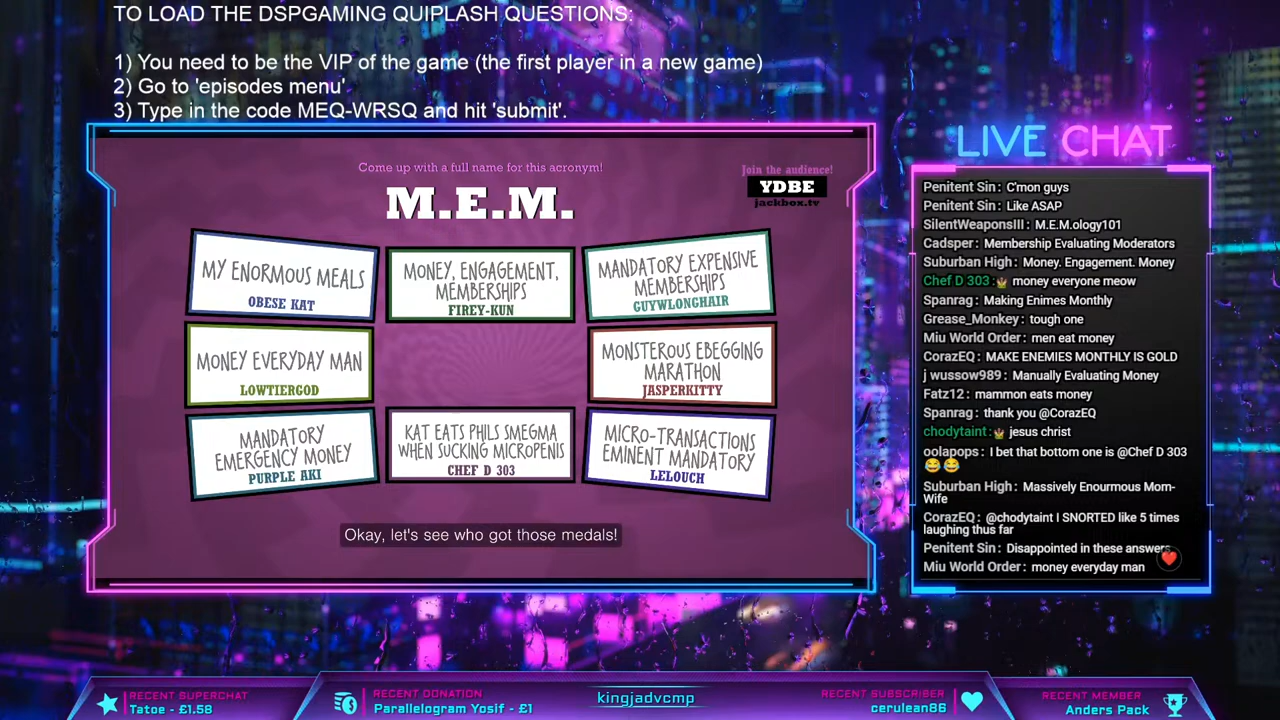 TO LOAD THE DSPGAMING QUIPLASH QUESTIONS:
1) You need to be the VIP of the game (the first player in a new game)
2) Go to 'episodes menu'
3) Type in the code MEQ-WRSQ and hit 'submit'.
Come up with a full name for this acronym!
M.E.M.
Join the audience!
YDBE
jackbox.tv
MY ENORMOUS MEALS
OBESE KAT
MONEY, ENGAGEMENT,
MEMBERSHIPS
FIREY-KUN
MANDATORY EXPENSIVE
MEMBERSHIPS
GUYWLONGHAIR
MONEY EVERYDAY MAN
LOWTIERGOD
MONSTEROUS EBEGGING
MARATHON
JASPERKITTY
MANDATORY
EMERGENCY MONEY
PURPLE AKI
KAT EATS PHILS SMEGMA
WHEN SUCKING MICROPENIS
CHEF D 303
MICRO-TRANSACTIONS
EMINENT MANDATORY
LELOUCH
Okay, let's see who got those medals!
LIVE CHAT
Penitent Sin: C'mon guys
Penitent Sin: Like ASAP
SilentWeaponsIII: M.E.M.ology101
Cadsper: Membership Evaluating Moderators
Suburban High: Money. Engagement. Money
Chef D 303: money everyone meow
Spanrag: Making Enimes Monthly
Grease_Monkey: tough one
Miu World Order: men eat money
CorazEQ: MAKE ENEMIES MONTHLY IS GOLD
j wussow989: Manually Evaluating Money
Fatz12: mammon eats money
Spanrag: thank you @CorazEQ
chodytaint: jesus christ
oolapops: I bet that bottom one is @Chef D 303
😂😂
Suburban High: Massively Enourmous Mom-
Wife
CorazEQ: @chodytaint I SNORTED like 5 times
laughing thus far
Penitent Sin: Disappointed in these answers
Miu World Order: money everyday man
RECENT SUPERCHAT
Tatoe - £1.58
RECENT DONATION
Parallelogram Yosif - £1
kingjadvcmp
RECENT SUBSCRIBER
cerulean86
RECENT MEMBER
Anders Pack